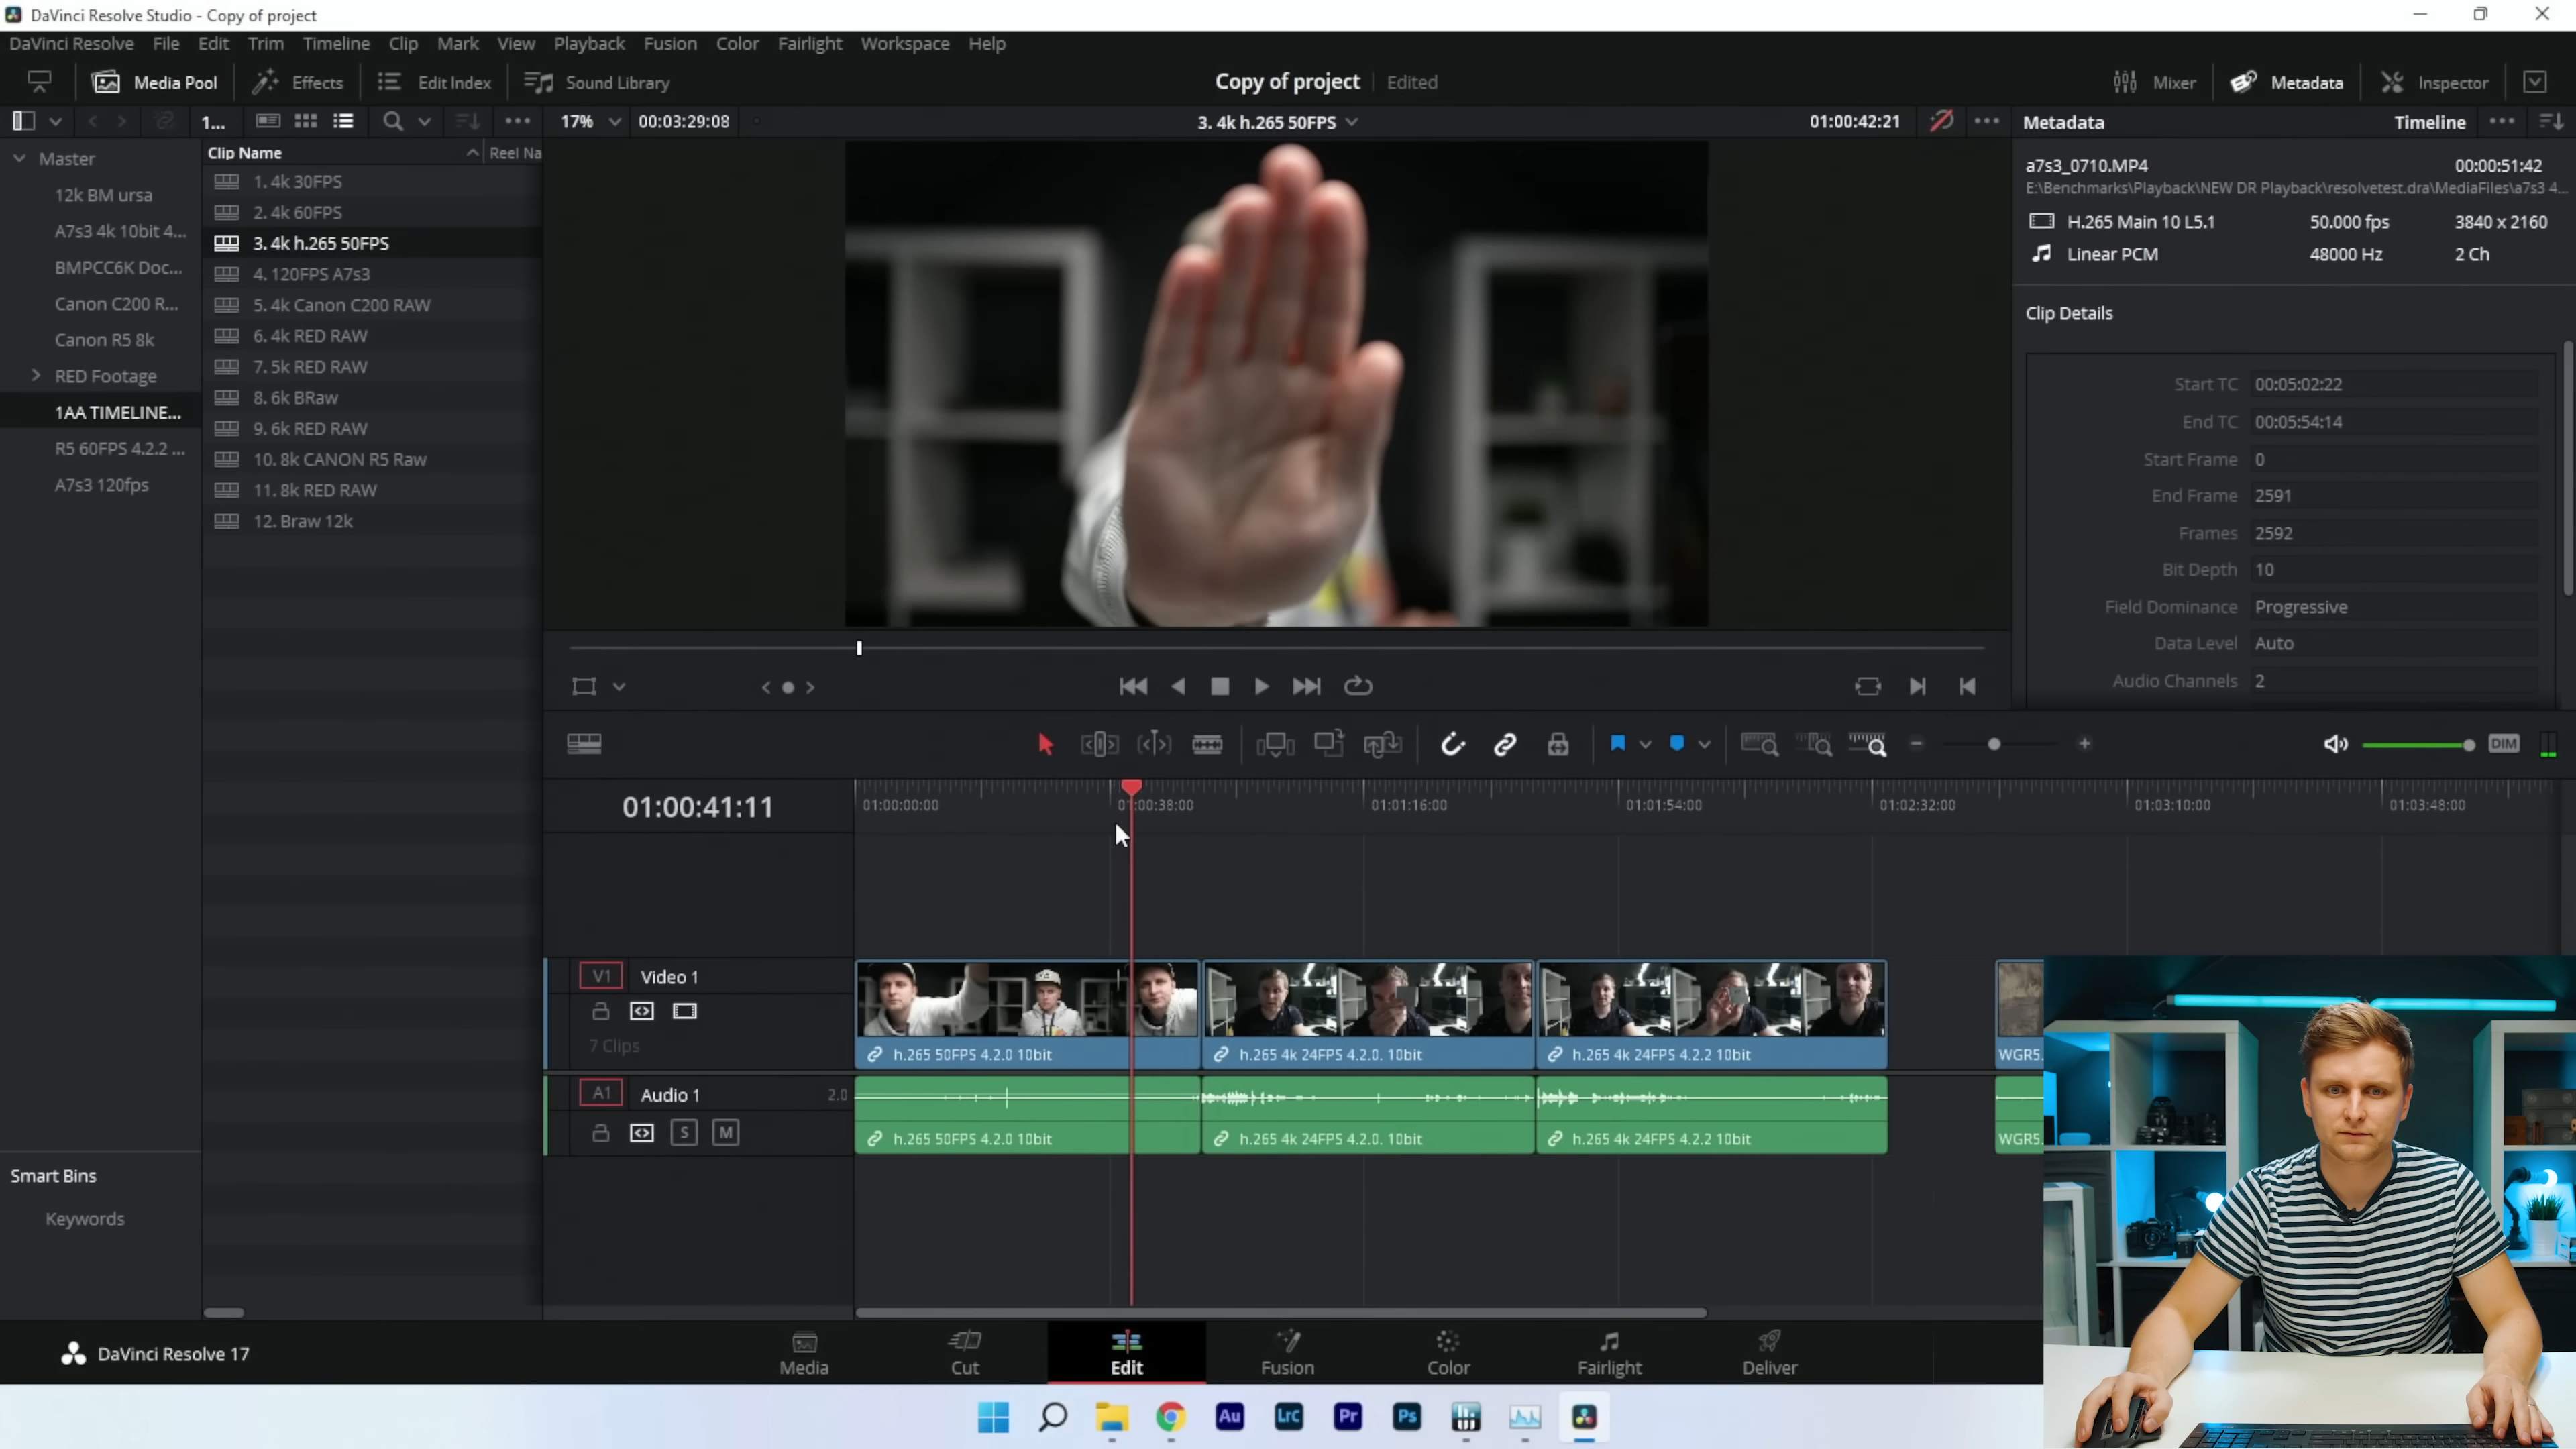 DaVinci Resolve Studio - Copy of project
DaVinci Resolve File Edit Trim Timeline Clip Mark View Playback Fusion Color Fairlight Workspace Help
Media Pool Effects Edit Index Sound Library Copy of project Edited Mixer Metadata Inspector
1... 17% 00:03:29:08 3. 4k h.265 50FPS 01:00:42:21 Metadata Timeline
Master
12k BM ursa
A7s3 4k 10bit 4...
BMPCC6K Doc...
Canon C200 R...
Canon R5 8k
RED Footage
1AA TIMELINE...
R5 60FPS 4.2.2 ...
A7s3 120fps
Smart Bins
Keywords
Clip Name Reel Na
1. 4k 30FPS
2. 4k 60FPS
3. 4k h.265 50FPS
4. 120FPS A7s3
5. 4k Canon C200 RAW
6. 4k RED RAW
7. 5k RED RAW
8. 6k BRaw
9. 6k RED RAW
10. 8k CANON R5 Raw
11. 8k RED RAW
12. Braw 12k
a7s3_0710.MP4 00:00:51:42
E:\Benchmarks\Playback\NEW DR Playback\resolvetest.dra\MediaFiles\a7s3 4...
H.265 Main 10 L5.1 50.000 fps 3840 x 2160
Linear PCM 48000 Hz 2 Ch
Clip Details
Start TC 00:05:02:22
End TC 00:05:54:14
Start Frame 0
End Frame 2591
Frames 2592
Bit Depth 10
Field Dominance Progressive
Data Level Auto
Audio Channels 2
DIM
01:00:41:11 01:00:00:00 01:00:38:00 01:01:16:00 01:01:54:00 01:02:32:00 01:03:10:00 01:03:48:00
V1 Video 1
7 Clips
h.265 50FPS 4.2.0 10bit h.265 4k 24FPS 4.2.0. 10bit h.265 4k 24FPS 4.2.2 10bit WGR5.
A1 Audio 1 2.0
S M
h.265 50FPS 4.2.0 10bit h.265 4k 24FPS 4.2.0. 10bit h.265 4k 24FPS 4.2.2 10bit WGR5.
DaVinci Resolve 17 Media Cut Edit Fusion Color Fairlight Deliver
Au LrC Pr Ps